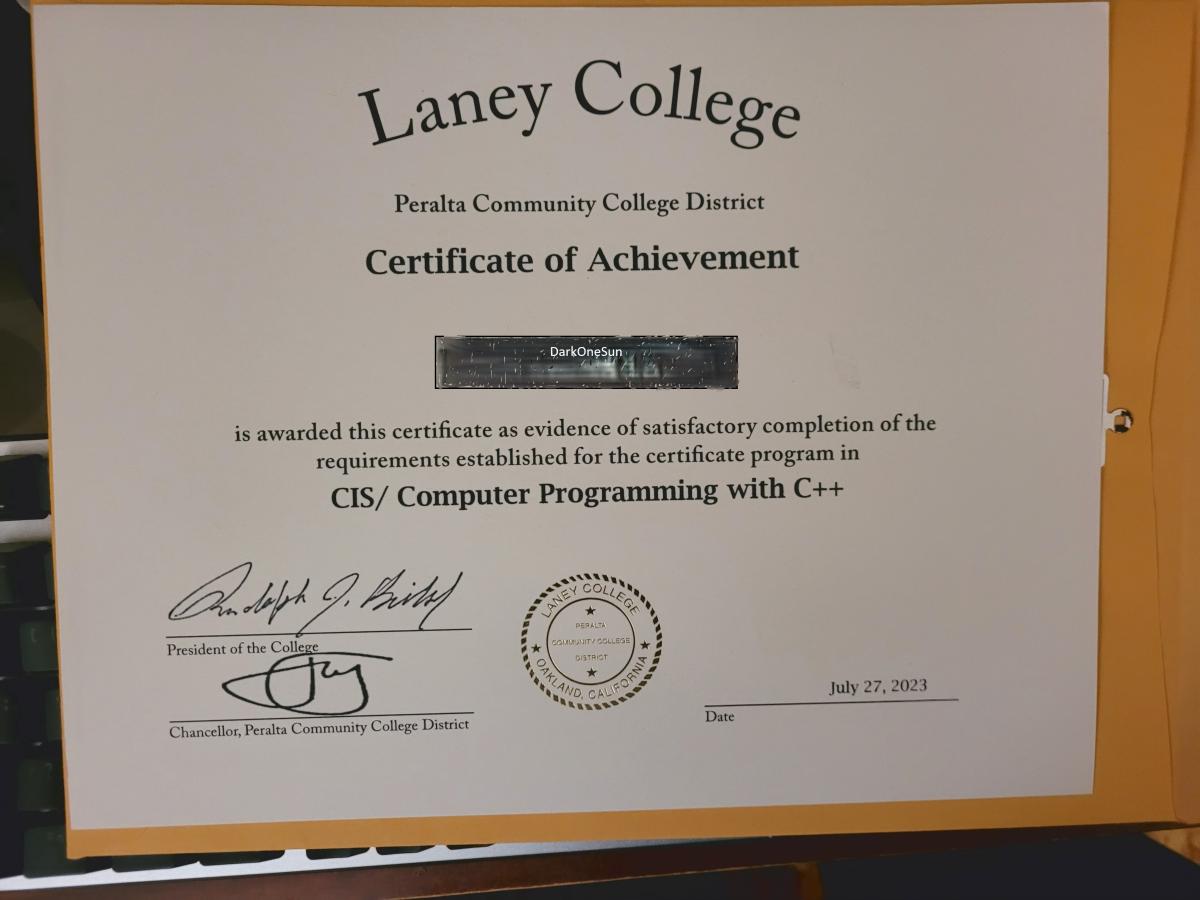 Laney College
Peralta Community College District
Certificate of Achievement
DarkOneSun
is awarded this certificate as evidence of satisfactory completion of the
requirements established for the certificate program in
CIS/ Computer Programming with C++
President of the College
Chancellor, Peralta Community College District
LANEY COLLEGE
PERALTA
COMMUNITY COLLEGE
DISTRICT
OAKLAND, CALIFORNIA
July 27, 2023
Date